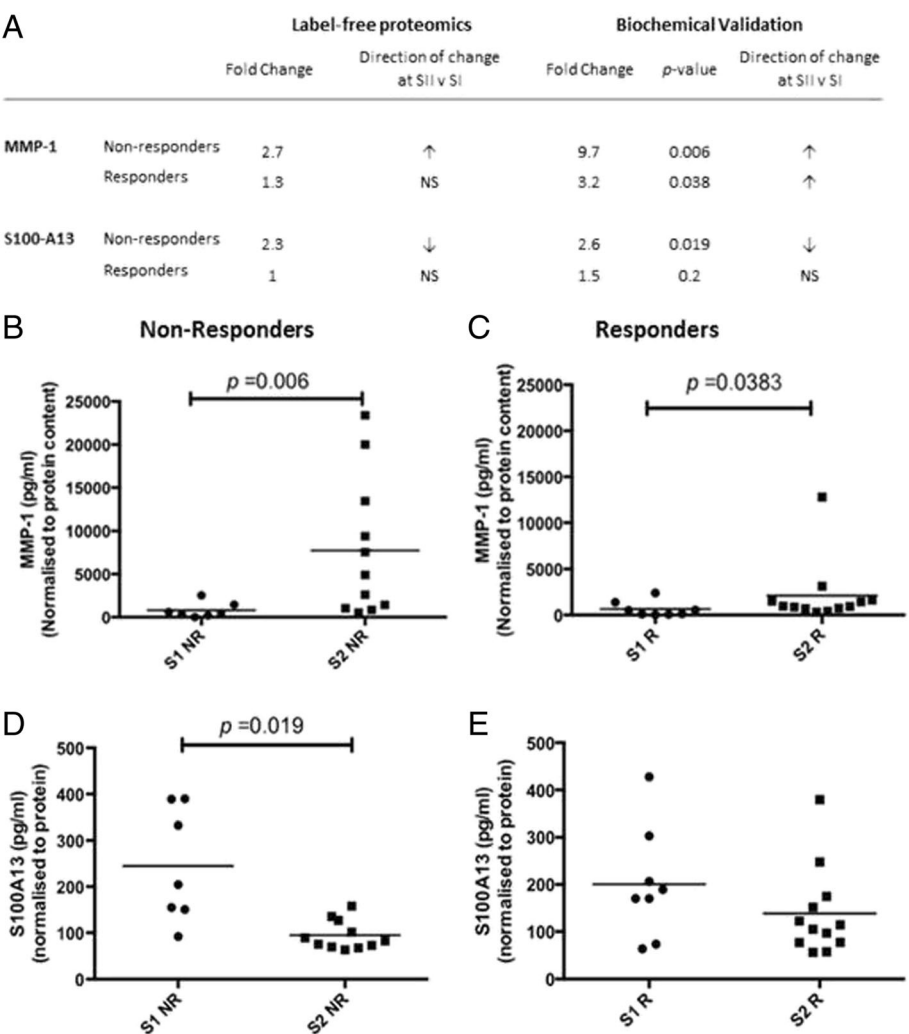 A
Label-free proteomics Biochemical Validation
Fold Change Direction of change at SII v SI Fold Change p-value Direction of change at SII v SI
MMP-1 Non-responders 2.7 ↑ 9.7 0.006 ↑
Responders 1.3 NS 3.2 0.038 ↑
S100-A13 Non-responders 2.3 ↓ 2.6 0.019 ↓
Responders 1 NS 1.5 0.2 NS
B
Non-Responders
p =0.006
MMP-1 (pg/ml)
(Normalised to protein content)
25000
20000
15000
10000
5000
0
S1 NR
S2 NR
C
Responders
p =0.0383
MMP-1 (pg/ml)
(Normalised to protein content)
25000
20000
15000
10000
5000
0
S1 R
S2 R
D
p =0.019
S100A13 (pg/ml)
(normalised to protein)
500
400
300
200
100
0
S1 NR
S2 NR
E
S100A13 (pg/ml)
(normalised to protein)
500
400
300
200
100
0
S1 R
S2 R